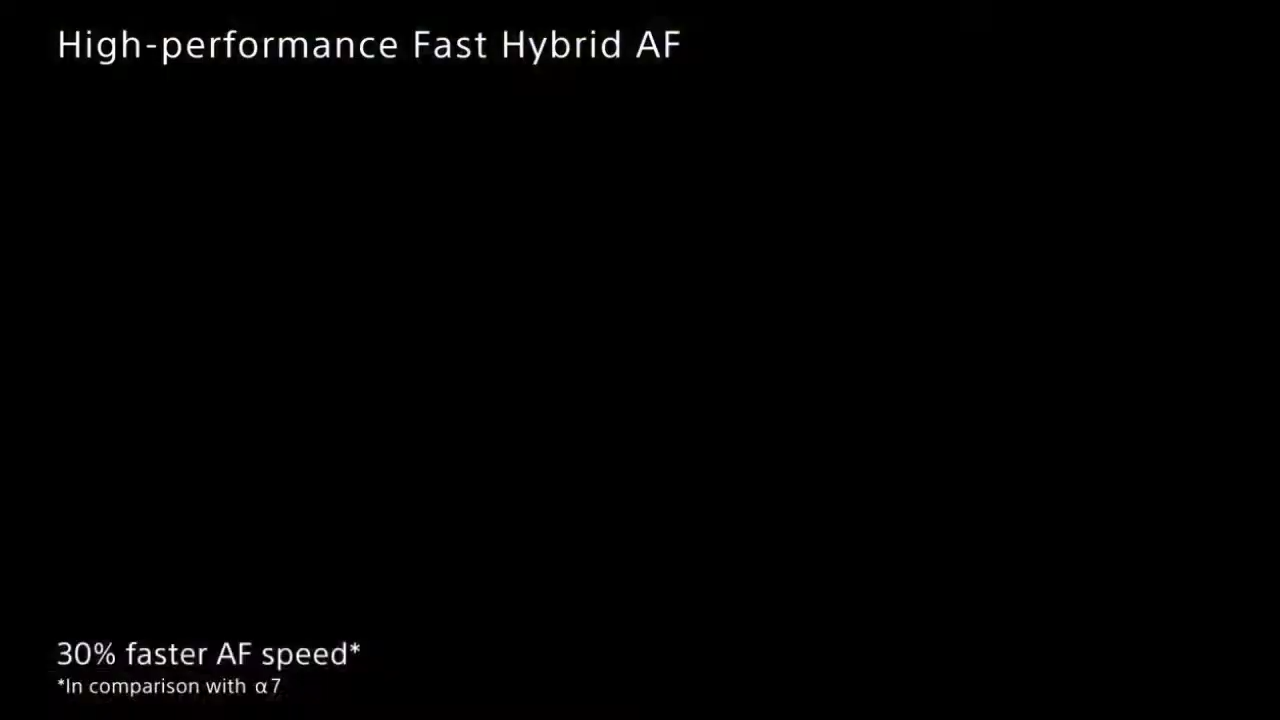 High-performance Fast Hybrid AF
30% faster AF speed*
*In comparison with α7